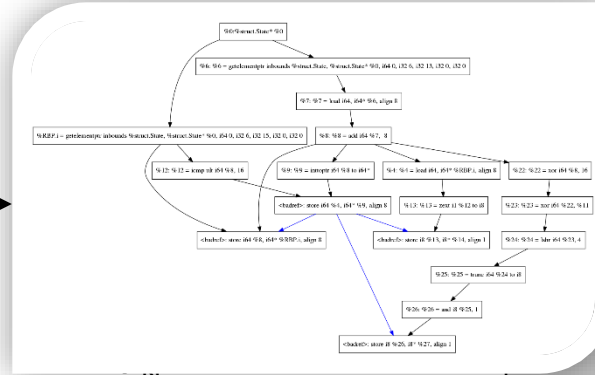 %0:%struct.State* %0
%6: %6 = getelementptr inbounds %struct.State, %struct.State* %0, i64 0, i32 6, i32 13, i32 0, i32 0
%7: %7 = load i64, i64* %6, align 8
%RBP.i = getelementptr inbounds %struct.State, %struct.State* %0, i64 0, i32 6, i32 15, i32 0, i32 0
%8: %8 = add i64 %7, -8
%12: %12 = icmp ult i64 %8, 16
%9: %9 = inttoptr i64 %8 to i64*
%4: %4 = load i64, i64* %RBP.i, align 8
%22: %22 = xor i64 %8, 16
<badref>: store i64 %4, i64* %9, align 8
%13: %13 = zext i1 %12 to i8
%23: %23 = xor i64 %22, %11
<badref>: store i64 %8, i64* %RBP.i, align 8
<badref>: store i8 %13, i8* %14, align 1
%24: %24 = lshr i64 %23, 4
%25: %25 = trunc i64 %24 to i8
%26: %26 = and i8 %25, 1
<badref>: store i8 %26, i8* %27, align 1